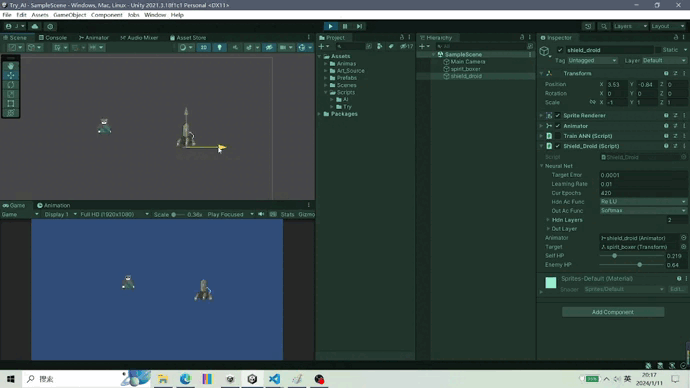 Try_AI - SampleScene - Windows, Mac, Linux - Unity 2021.3.18f1c1 Personal <DX11>
File Edit Assets GameObject Component Jobs Window Help
Layers Layout
Scene Console Animator Audio Mixer Asset Store
Project
Hierarchy
Inspector
Assets
Animas
Art_Source
Prefabs
Scenes
Scripts
AI
Try
Packages
All
SampleScene
Main Camera
spirit_boxer
shield_droid
shield_droid Static
Tag Untagged Layer Default
Transform
Position X 3.53 Y -0.84 Z 0
Rotation X 0 Y 0 Z 0
Scale X -1 Y 1 Z 1
Sprite Renderer
Animator
Train ANN (Script)
Shield_Droid (Script)
Script Shield_Droid
Neural Net
Target Error 0.0001
Learning Rate 0.01
Cur Epochs 420
Hdn Ac Func Re LU
Out Ac Func Softmax
Hdn Layers 2
Out Layer
Animator shield_droid (Animator)
Target spirit_boxer (Transform)
Self HP 0.219
Enemy HP 0.64
Sprites-Default (Material)
Shader Sprites/Default Edit...
Add Component
Game Animation
Game Display 1 Full HD (1920x1080) Scale 0.38x Play Focused Stats Gizmos
搜索
英
20:17
2024/1/11